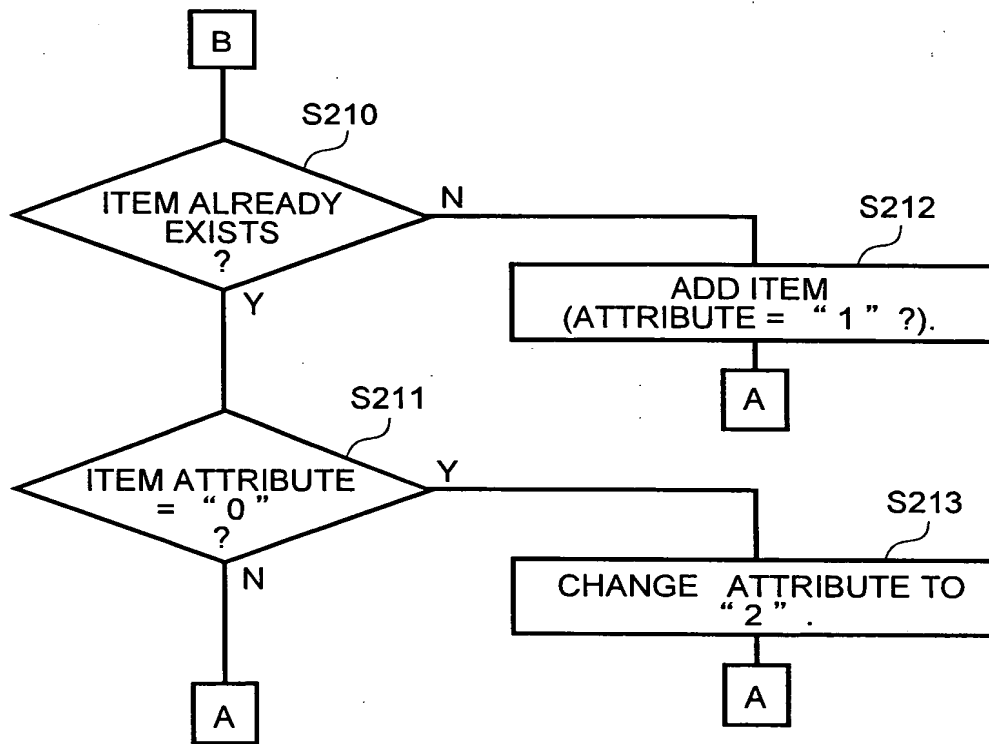 B
S210
ITEM ALREADY
EXISTS
?
N
Y
S212
ADD ITEM
(ATTRIBUTE = “ 1 ” ?).
A
S211
ITEM ATTRIBUTE
= “ 0 ”
?
Y
N
S213
CHANGE ATTRIBUTE TO
“ 2 ” .
A
A